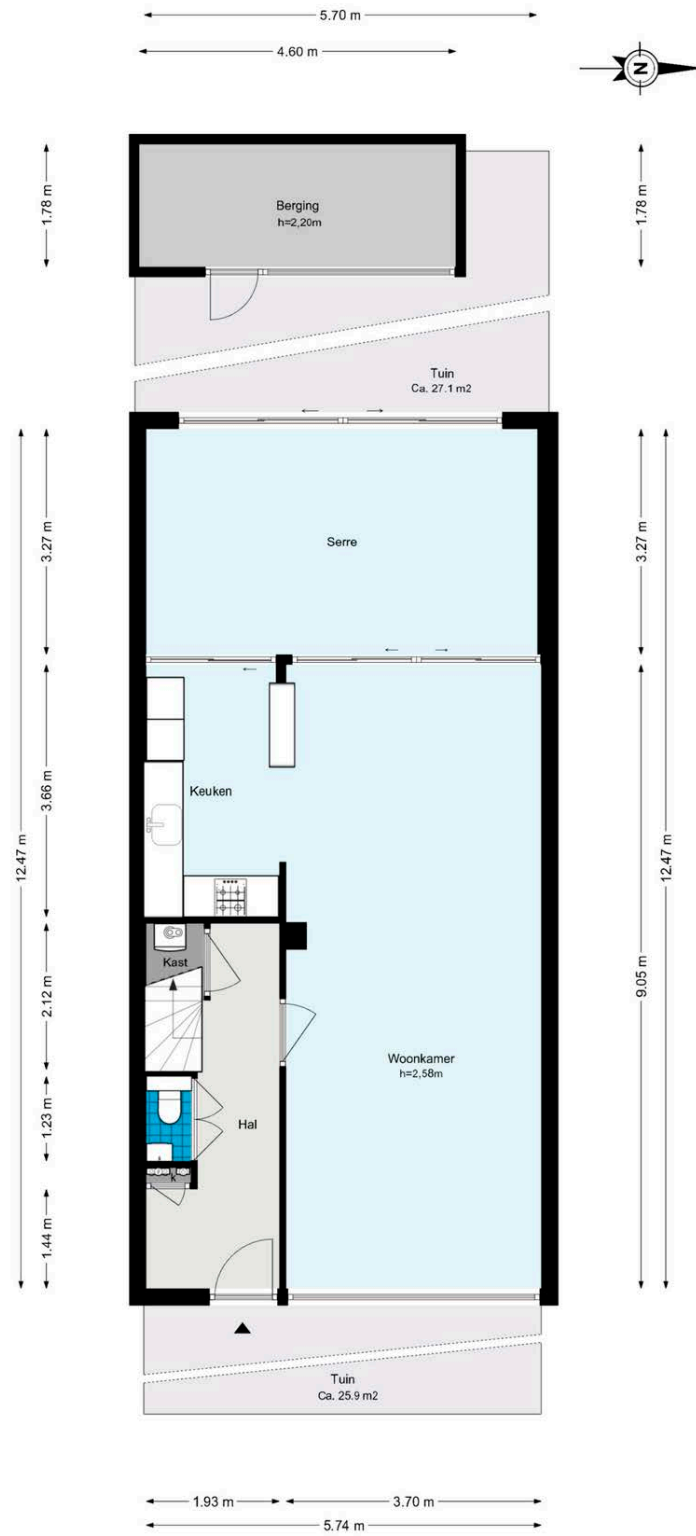 5.70 m
4.60 m
N
1.78 m
1.78 m
Berging
h=2,20m
Tuin
Ca. 27.1 m2
3.27 m
3.27 m
Serre
12.47 m
3.66 m
Keuken
12.47 m
9.05 m
Kast
2.12 m
Woonkamer
h=2,58m
1.23 m
Hal
k
1.44 m
Tuin
Ca. 25.9 m2
1.93 m
3.70 m
5.74 m